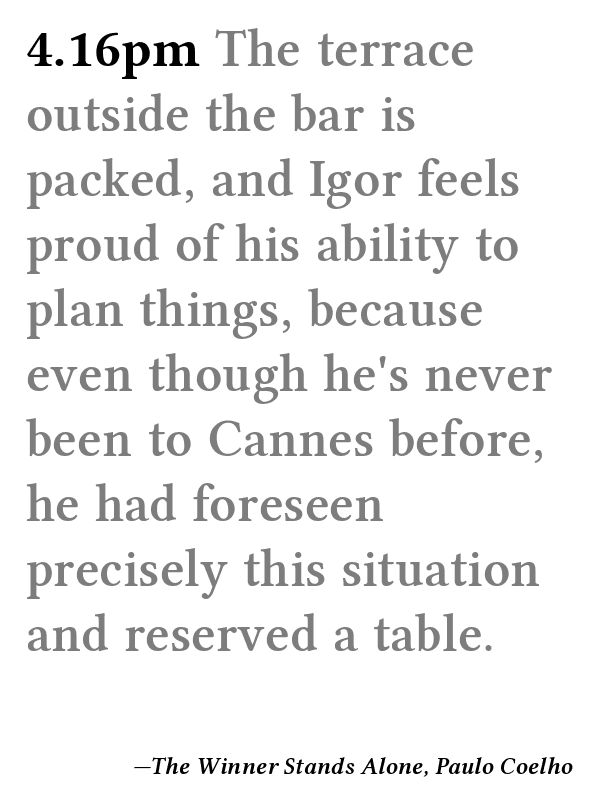 4.16pm The terrace
outside the bar is
packed, and Igor feels
proud of his ability to
plan things, because
even though he's never
been to Cannes before,
he had foreseen
precisely this situation
and reserved a table.
—The Winner Stands Alone, Paulo Coelho